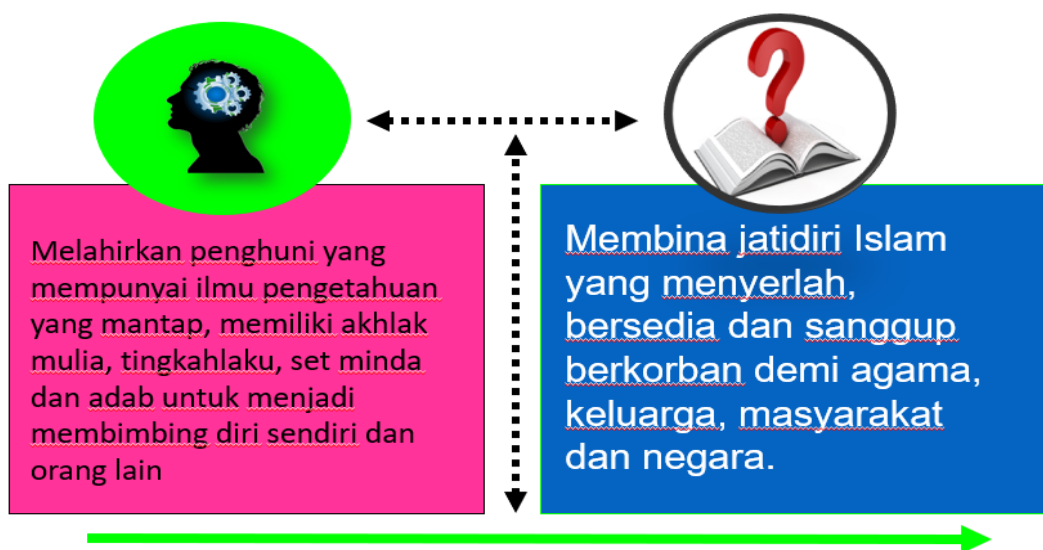 Melahirkan penghuni yang
mempunyai ilmu pengetahuan
yang mantap, memiliki akhlak
mulia, tingkahlaku, set minda
dan adab untuk menjadi
membimbing diri sendiri dan
orang lain
Membina jatidiri Islam
yang menyerlah,
bersedia dan sanggup
berkorban demi agama,
keluarga, masyarakat
dan negara.